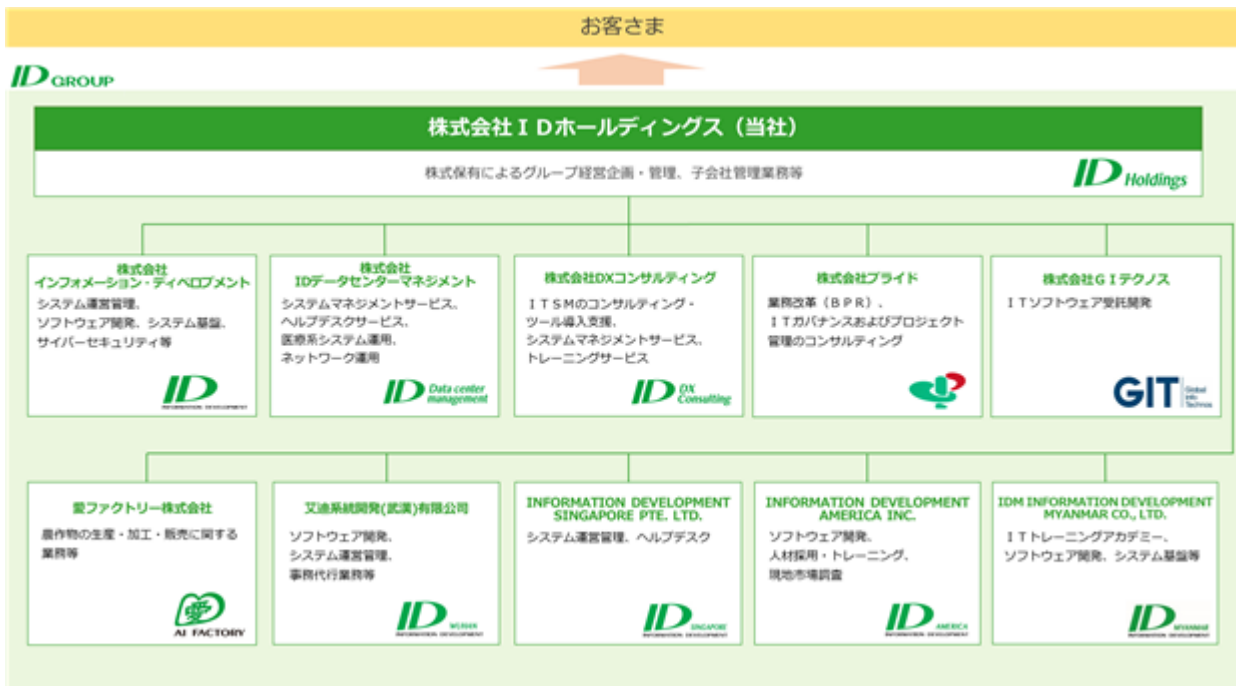 お客さま
ID GROUP
株式会社ＩＤホールディングス（当社）
株式保有によるグループ経営企画・管理、子会社管理業務等
ID Holdings
株式会社
インフォメーション・ディベロプメント
システム運営管理、
ソフトウェア開発、システム基盤、
サイバーセキュリティ等
ID
INFORMATION DEVELOPMENT
株式会社
IDデータセンターマネジメント
システムマネジメントサービス、
ヘルプデスクサービス、
医療系システム運用、
ネットワーク運用
ID Data center
management
株式会社DXコンサルティング
ＩＴＳＭのコンサルティング・
ツール導入支援、
システムマネジメントサービス、
トレーニングサービス
ID DX
Consulting
株式会社プライド
業務改革（ＢＰＲ）、
ＩＴガバナンスおよびプロジェクト
管理のコンサルティング
株式会社ＧＩテクノス
ＩＴソフトウェア受託開発
GIT Global
Info
Technos
愛ファクトリー株式会社
農作物の生産・加工・販売に関する
業務等
愛
AI FACTORY
艾迪系統開発(武漢)有限公司
ソフトウェア開発、
システム運営管理、
事務代行業務等
ID WUHAN
INFORMATION DEVELOPMENT
INFORMATION DEVELOPMENT
SINGAPORE PTE. LTD.
システム運営管理、ヘルプデスク
ID SINGAPORE
INFORMATION DEVELOPMENT
INFORMATION DEVELOPMENT
AMERICA INC.
ソフトウェア開発、
人材採用・トレーニング、
現地市場調査
ID AMERICA
INFORMATION DEVELOPMENT
IDM INFORMATION DEVELOPMENT
MYANMAR CO., LTD.
ＩＴトレーニングアカデミー、
ソフトウェア開発、システム基盤等
ID MYANMAR
INFORMATION DEVELOPMENT